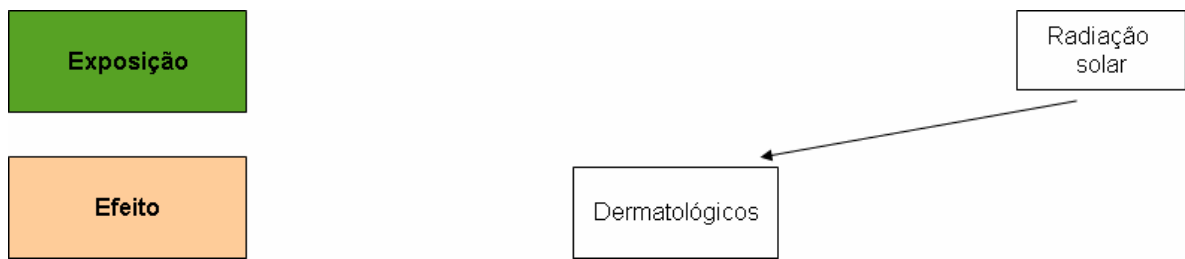 Exposição
Radiação
solar
Efeito
Dermatológicos